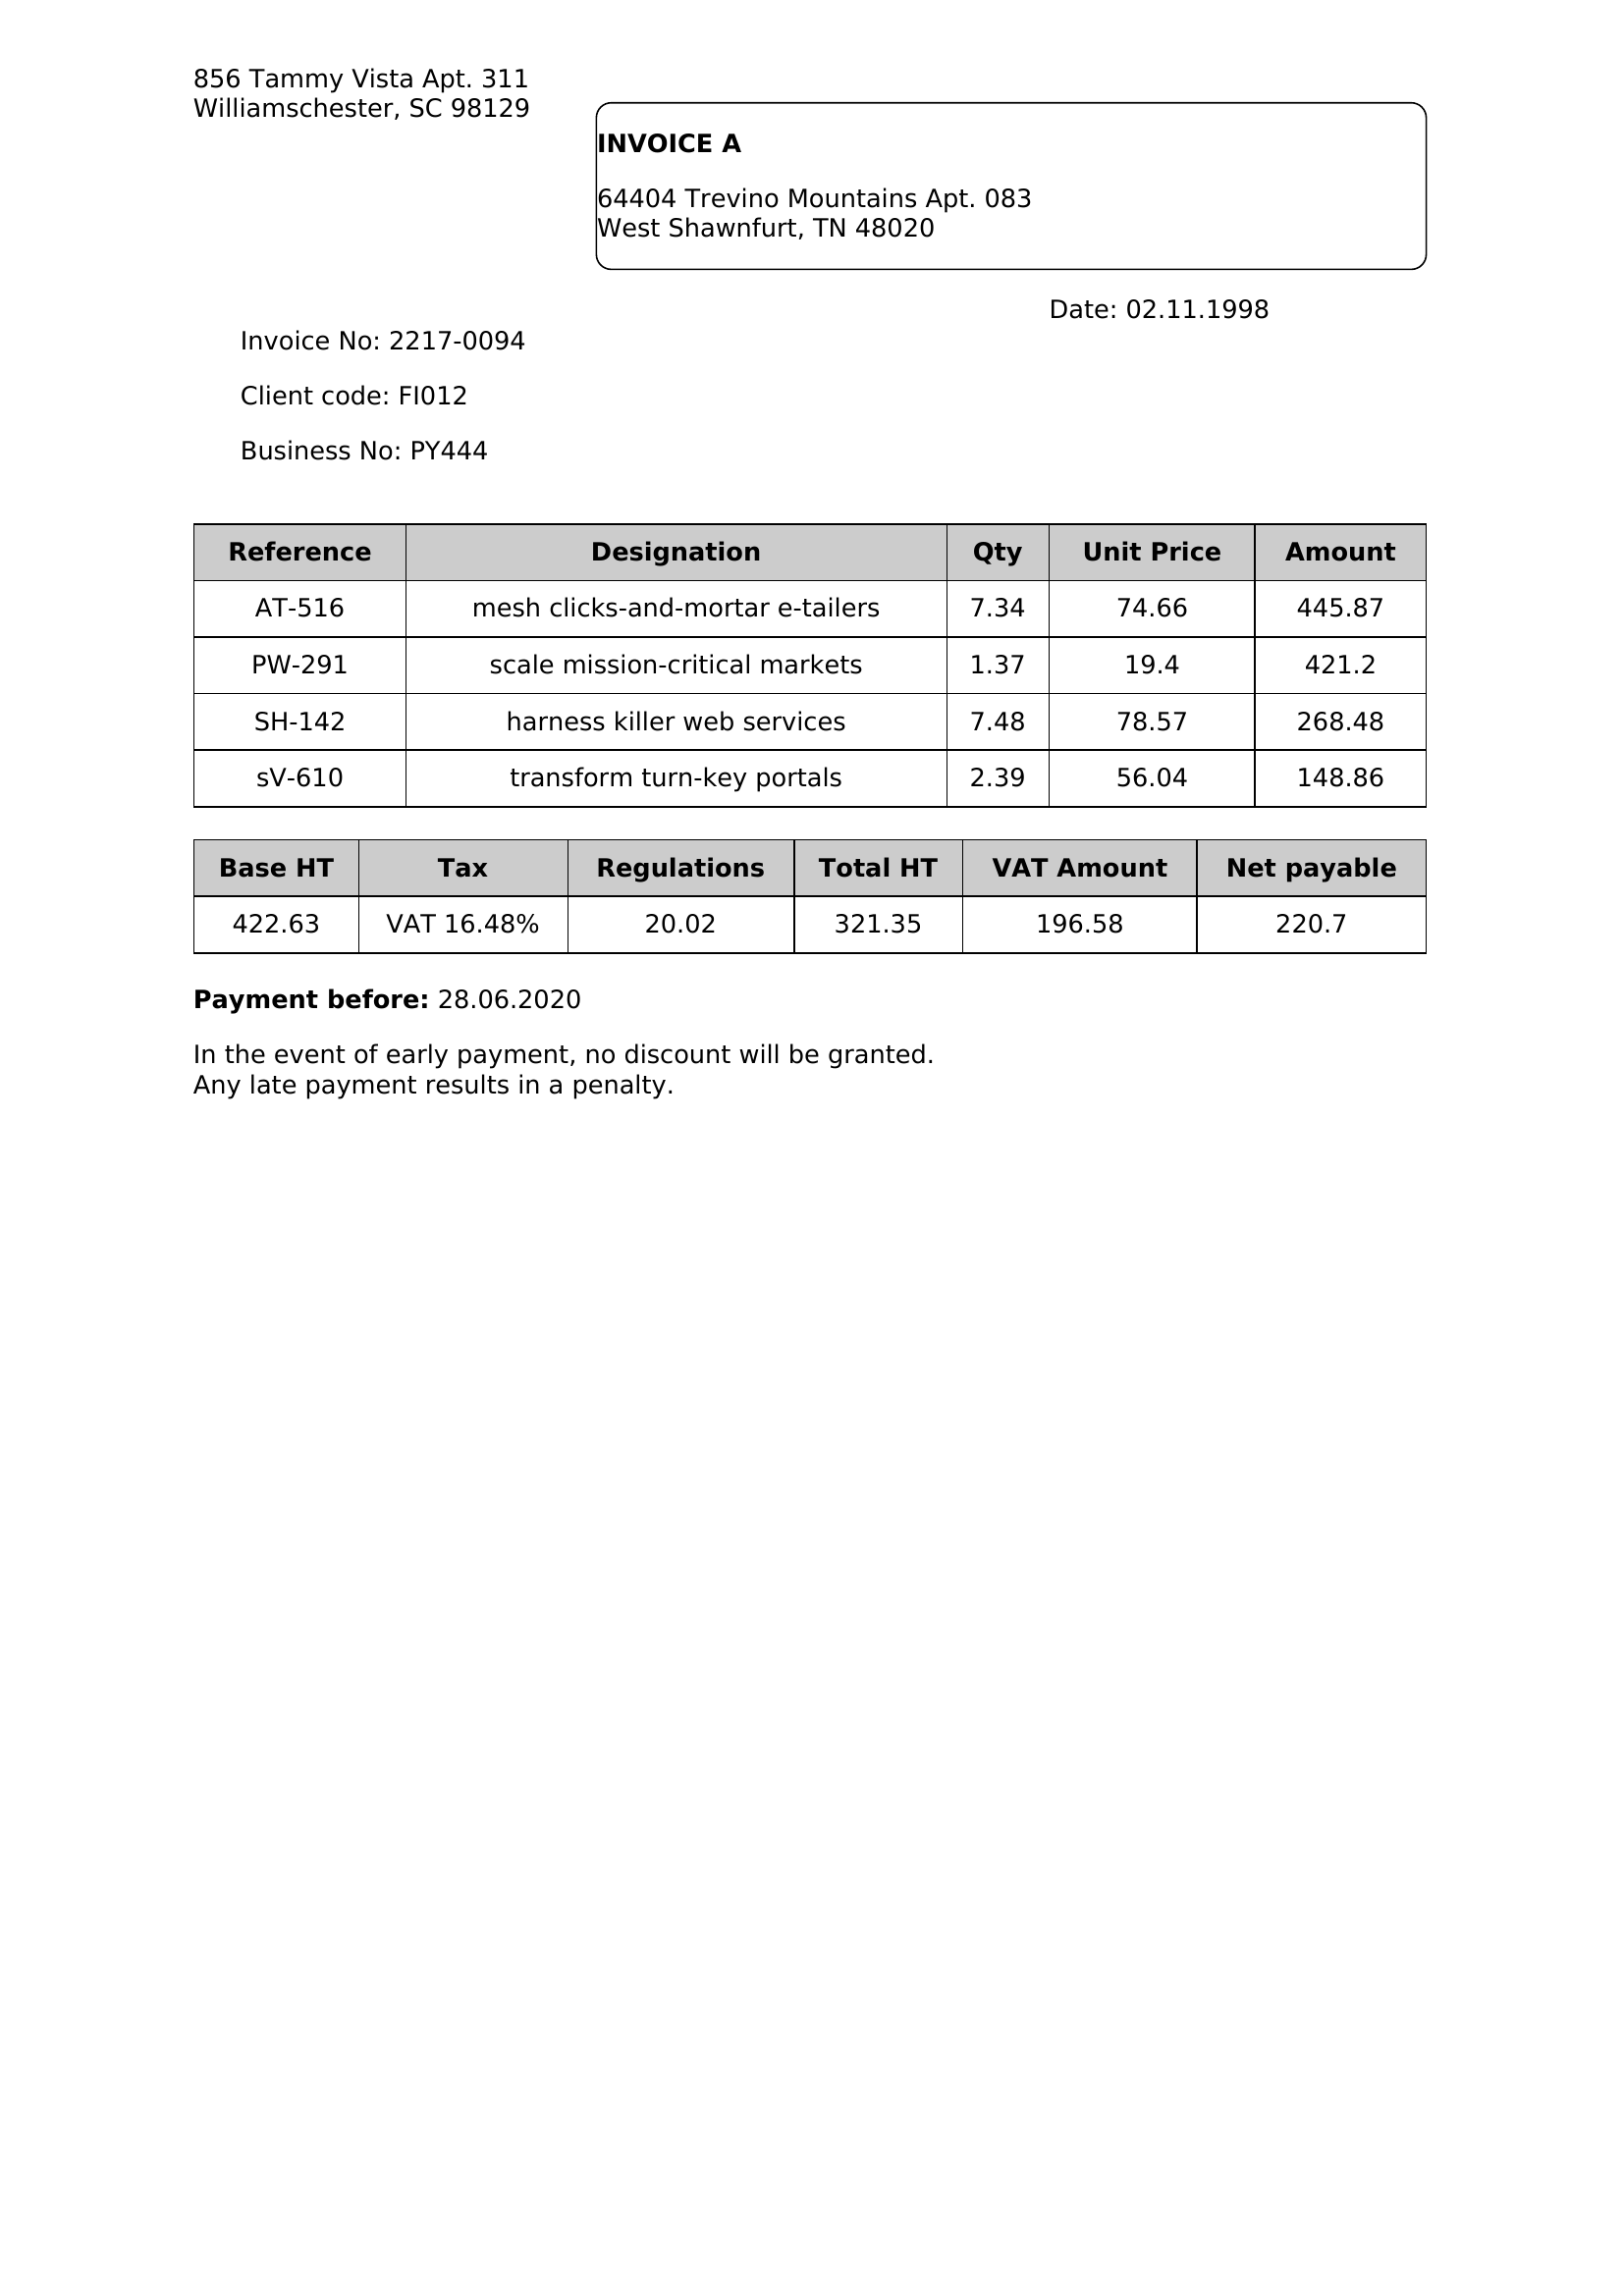 856 Tammy Vista Apt. 311
Williamschester, SC 98129
INVOICE A
64404 Trevino Mountains Apt. 083
West Shawnfurt, TN 48020
Date: 02.11.1998
Invoice No: 2217-0094
Client code: FI012
Business No: PY444
Reference Designation Qty Unit Price Amount
AT-516 mesh clicks-and-mortar e-tailers 7.34 74.66 445.87
PW-291 scale mission-critical markets 1.37 19.4 421.2
SH-142 harness killer web services 7.48 78.57 268.48
sV-610 transform turn-key portals 2.39 56.04 148.86
Base HT Tax Regulations Total HT VAT Amount Net payable
422.63 VAT 16.48% 20.02 321.35 196.58 220.7
Payment before: 28.06.2020
In the event of early payment, no discount will be granted.
Any late payment results in a penalty.